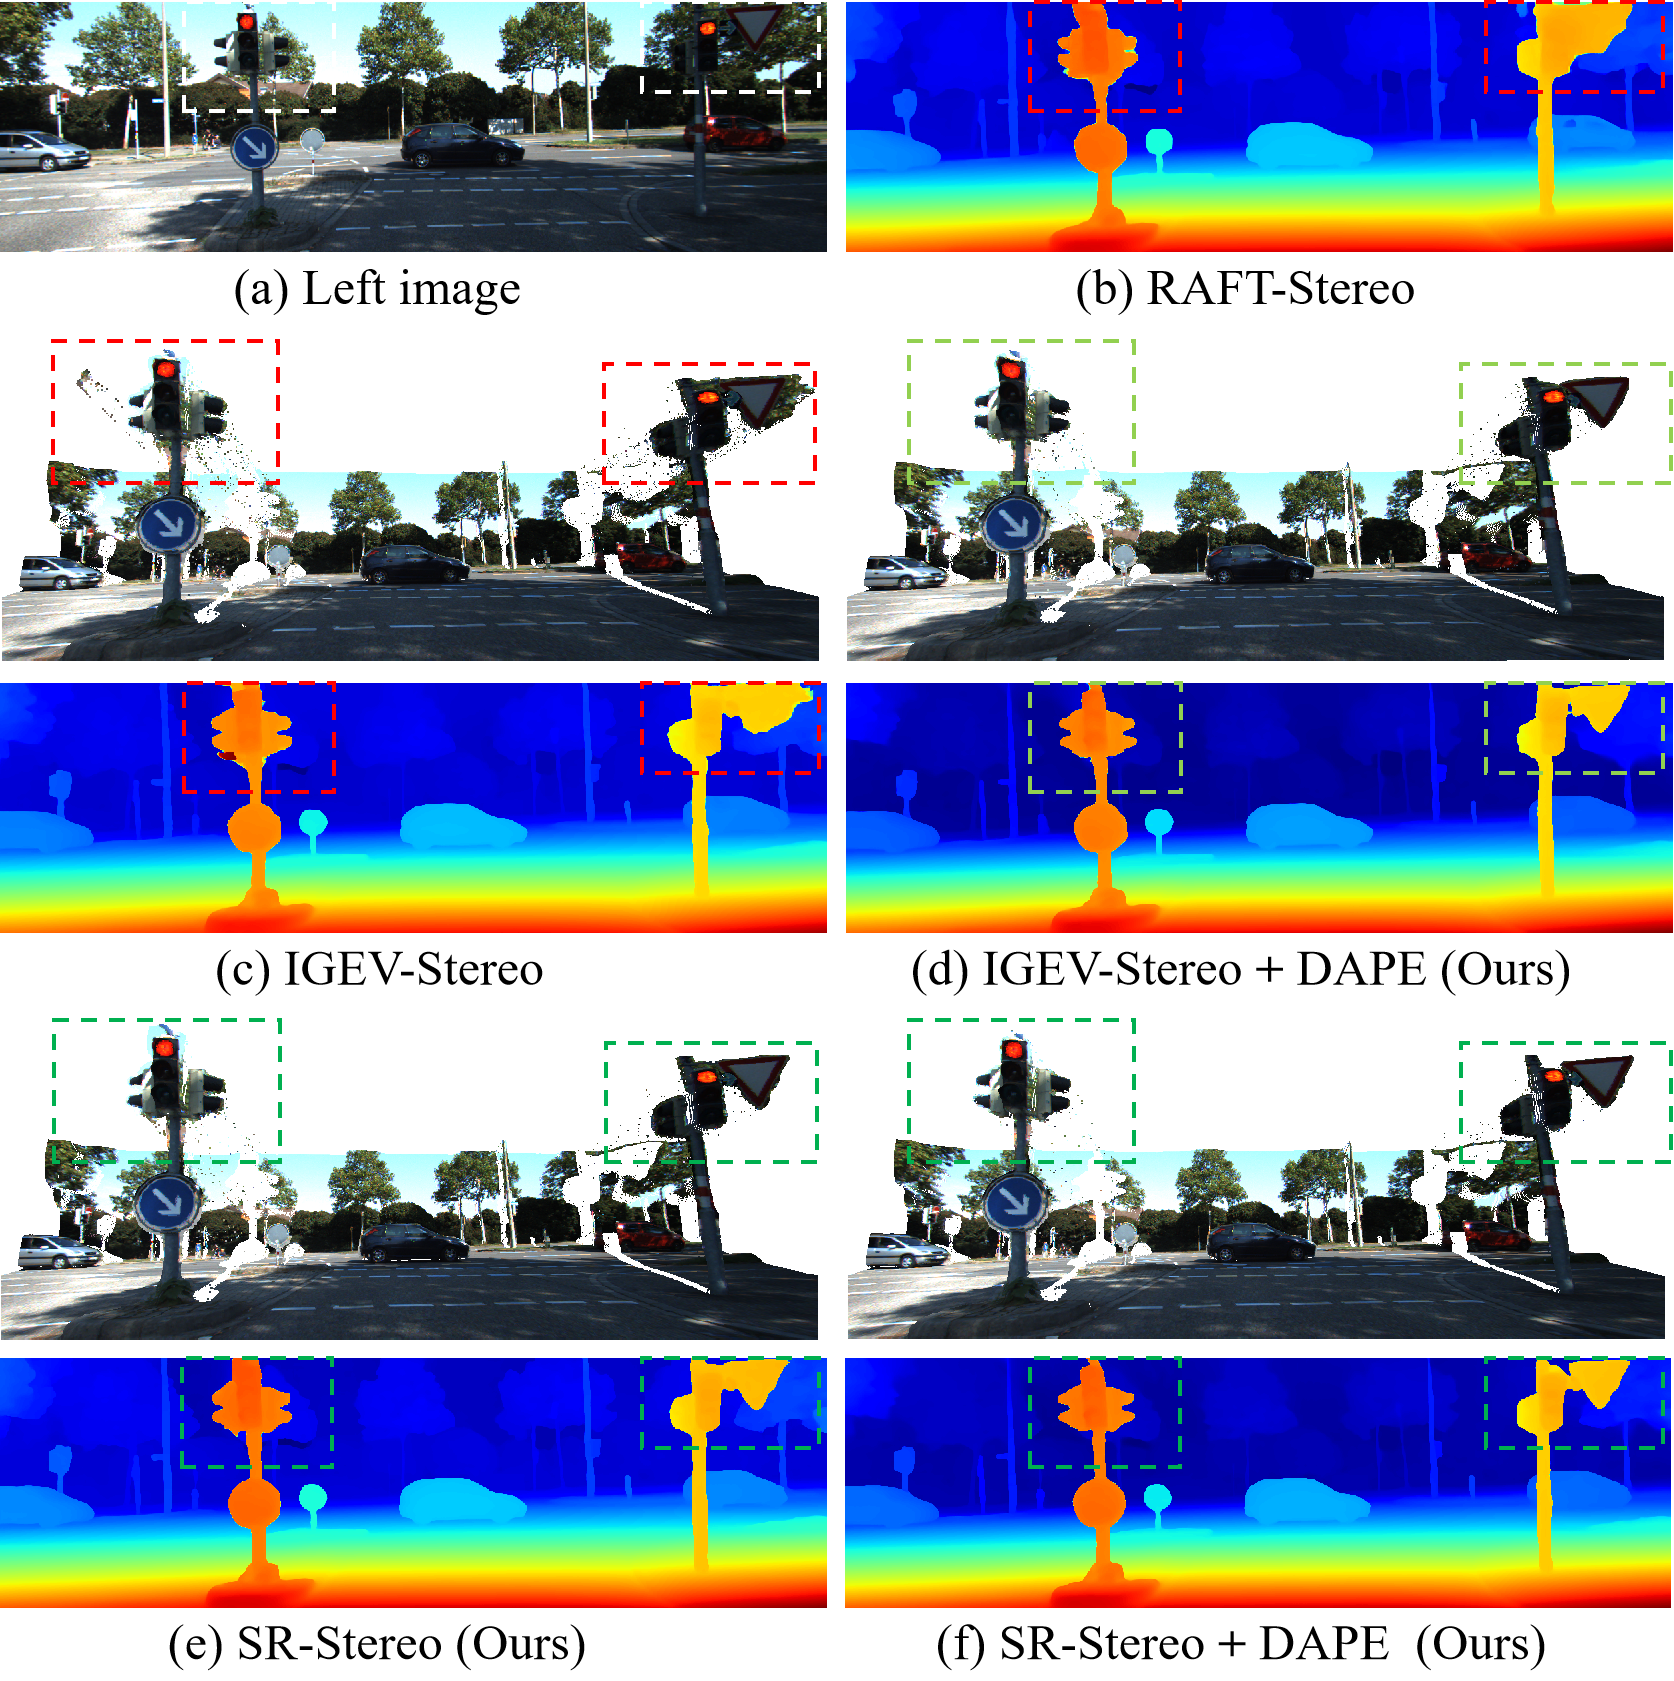 (a) Left image
(b) RAFT-Stereo
(c) IGEV-Stereo
(d) IGEV-Stereo + DAPE (Ours)
(e) SR-Stereo (Ours)
(f) SR-Stereo + DAPE (Ours)